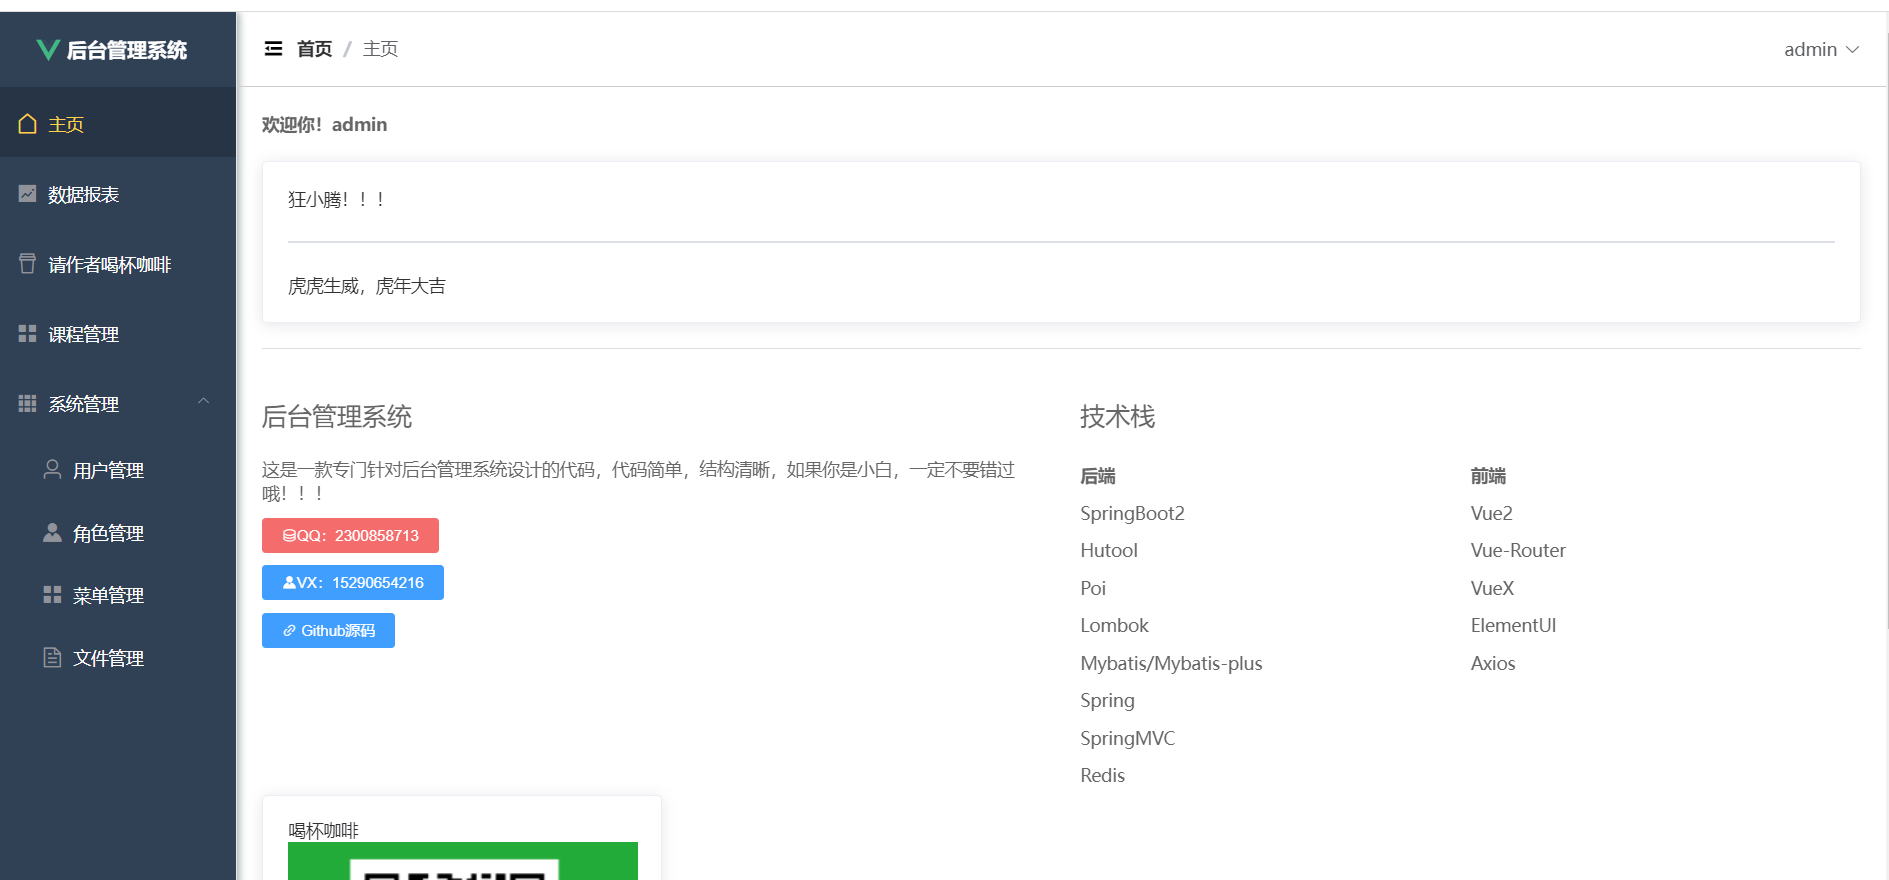 后台管理系统
首页 / 主页
admin
主页
数据报表
请作者喝杯咖啡
课程管理
系统管理
用户管理
角色管理
菜单管理
文件管理
欢迎你！admin
狂小腾！！！
虎虎生威，虎年大吉
后台管理系统
这是一款专门针对后台管理系统设计的代码，代码简单，结构清晰，如果你是小白，一定不要错过
哦！！！
QQ：2300858713
VX：15290654216
Github源码
技术栈
后端
SpringBoot2
Hutool
Poi
Lombok
Mybatis/Mybatis-plus
Spring
SpringMVC
Redis
前端
Vue2
Vue-Router
VueX
ElementUI
Axios
喝杯咖啡